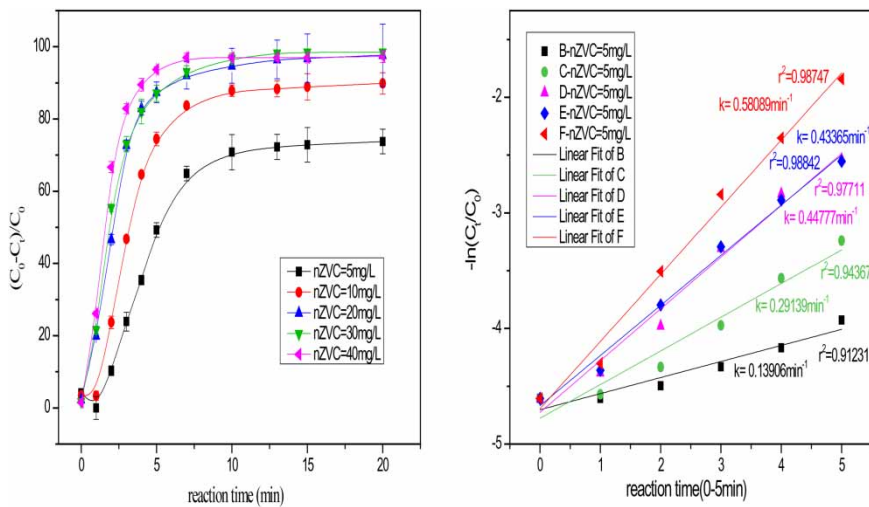 100
80
60
40
20
0
(C₀-Cₜ)/C₀
nZVC=5mg/L
nZVC=10mg/L
nZVC=20mg/L
nZVC=30mg/L
nZVC=40mg/L
0 5 10 15 20
reaction time (min)
B-nZVC=5mg/L
C-nZVC=5mg/L
D-nZVC=5mg/L
E-nZVC=5mg/L
F-nZVC=5mg/L
Linear Fit of B
Linear Fit of C
Linear Fit of D
Linear Fit of E
Linear Fit of F
-2
-3
-4
-5
-ln(Cₜ/C₀)
r²=0.98747
k= 0.58089min⁻¹
k= 0.43365min⁻¹
r²=0.98842
r²=0.97711
k= 0.44777min⁻¹
r²=0.94367
k= 0.29139min⁻¹
r²=0.91231
k= 0.13906min⁻¹
0 1 2 3 4 5
reaction time(0-5min)